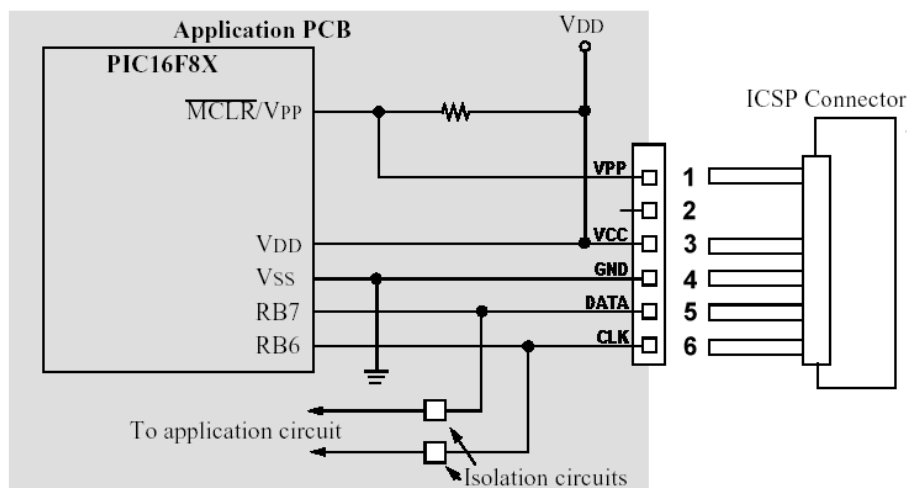 Application PCB
VDD
PIC16F8X
MCLR/VPP
ICSP Connector
VPP
1
2
VDD
VCC
3
VSS
GND
4
RB7
DATA
5
RB6
CLK
6
To application circuit
Isolation circuits